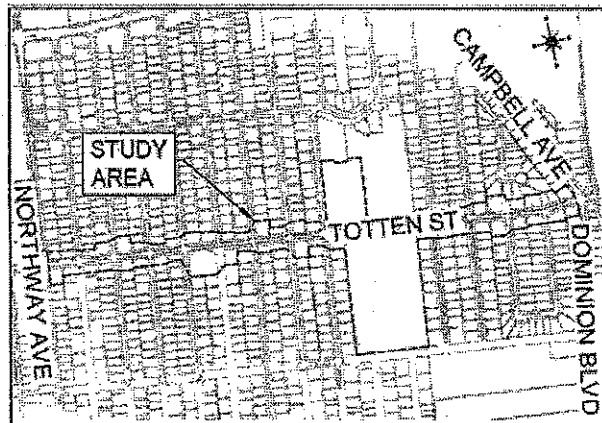 CAMPBELL AVE
STUDY
AREA
NORTHWAY AVE
TOTTEN ST
DOMINION BLVD